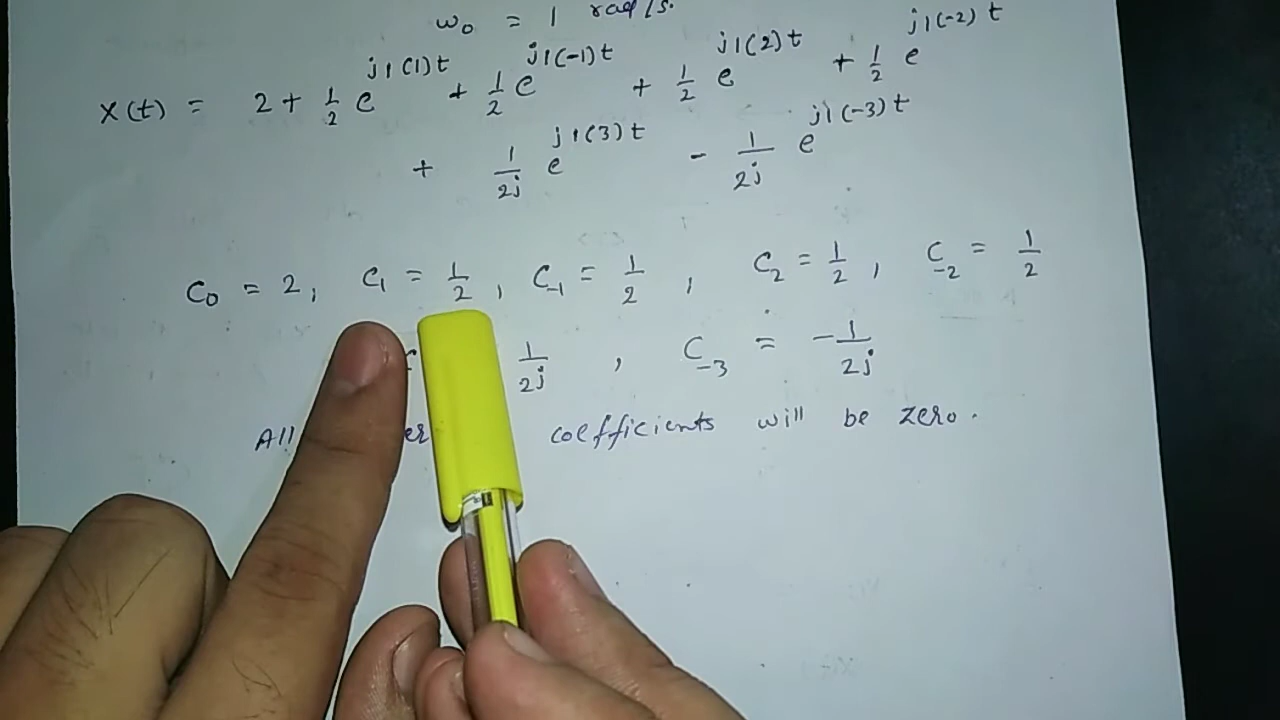 ω₀ = 1 rad/s.
x(t) = 2 + 1/2 e^{j1(1)t} + 1/2 e^{j1(-1)t} + 1/2 e^{j1(2)t} + 1/2 e^{j1(-2)t}
+ 1/2j e^{j1(3)t} - 1/2j e^{j1(-3)t}
C₀ = 2, C₁ = 1/2, C₋₁ = 1/2, C₂ = 1/2, C₋₂ = 1/2
1/2j, C₋₃ = -1/2j
All coefficients will be zero.